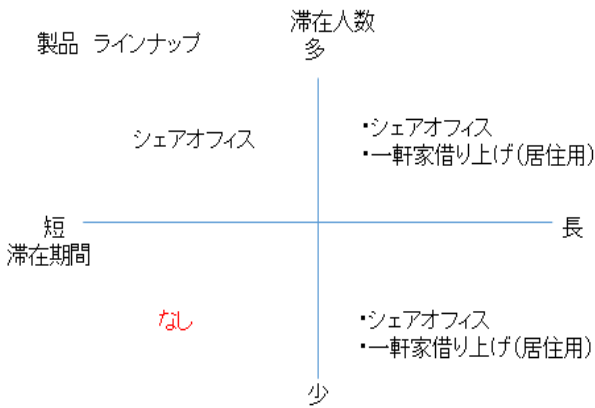 製品 ラインナップ
滞在人数
多
シェアオフィス
・シェアオフィス
・一軒家借り上げ(居住用)
短
滞在期間
長
なし
・シェアオフィス
・一軒家借り上げ(居住用)
少